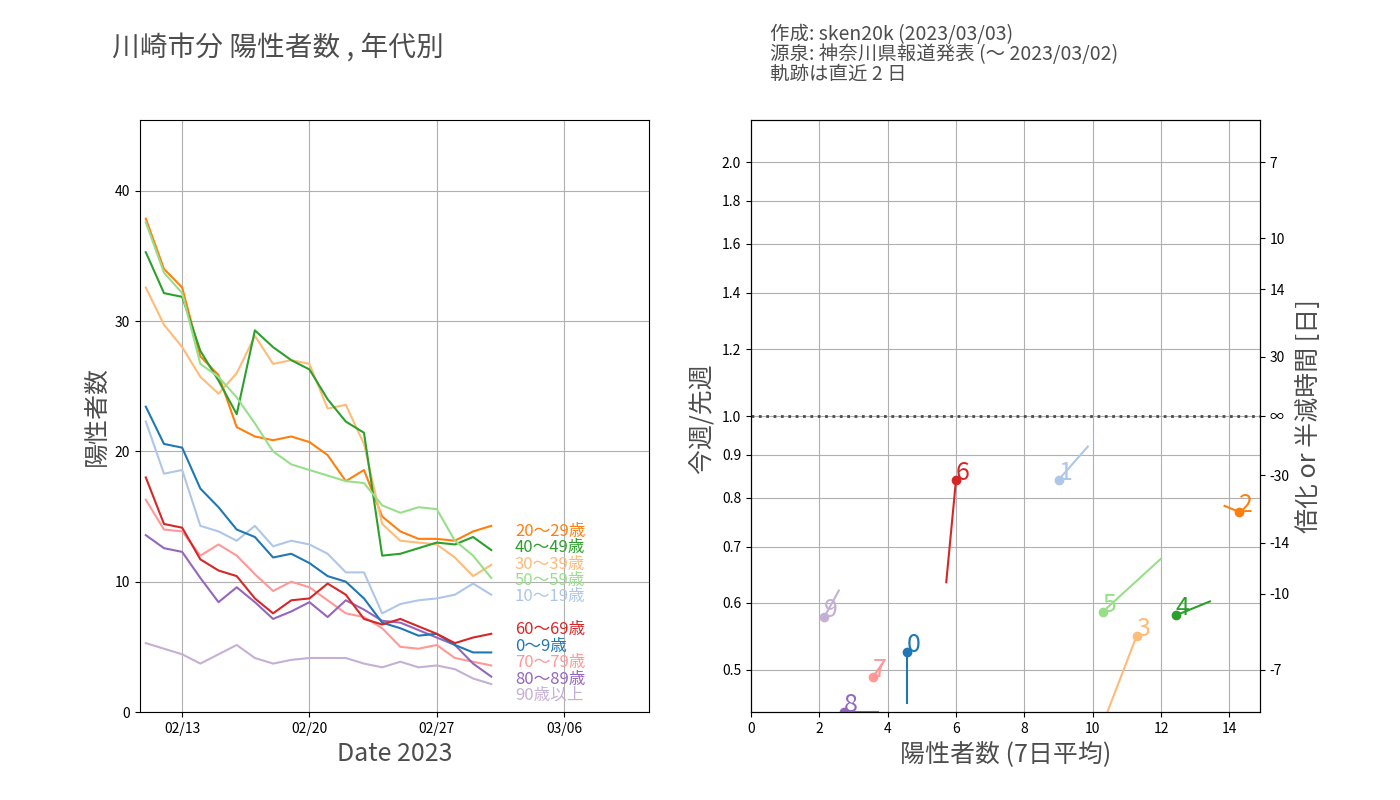 川崎市分 陽性者数 , 年代別
作成: sken20k (2023/03/03)
源泉: 神奈川県報道発表 (〜 2023/03/02)
軌跡は直近 2 日
陽性者数
40
30
20
10
0
02/13
02/20
02/27
03/06
Date 2023
20〜29歳
40〜49歳
30〜39歳
50〜59歳
10〜19歳
60〜69歳
0〜9歳
70〜79歳
80〜89歳
90歳以上
今週/先週
2.0
1.8
1.6
1.4
1.2
1.0
0.9
0.8
0.7
0.6
0.5
0
2
4
6
8
10
12
14
陽性者数 (7日平均)
6
1
2
9
5
4
3
0
7
8
7
10
14
30
∞
-30
-14
-10
-7
倍化 or 半減時間 [日]